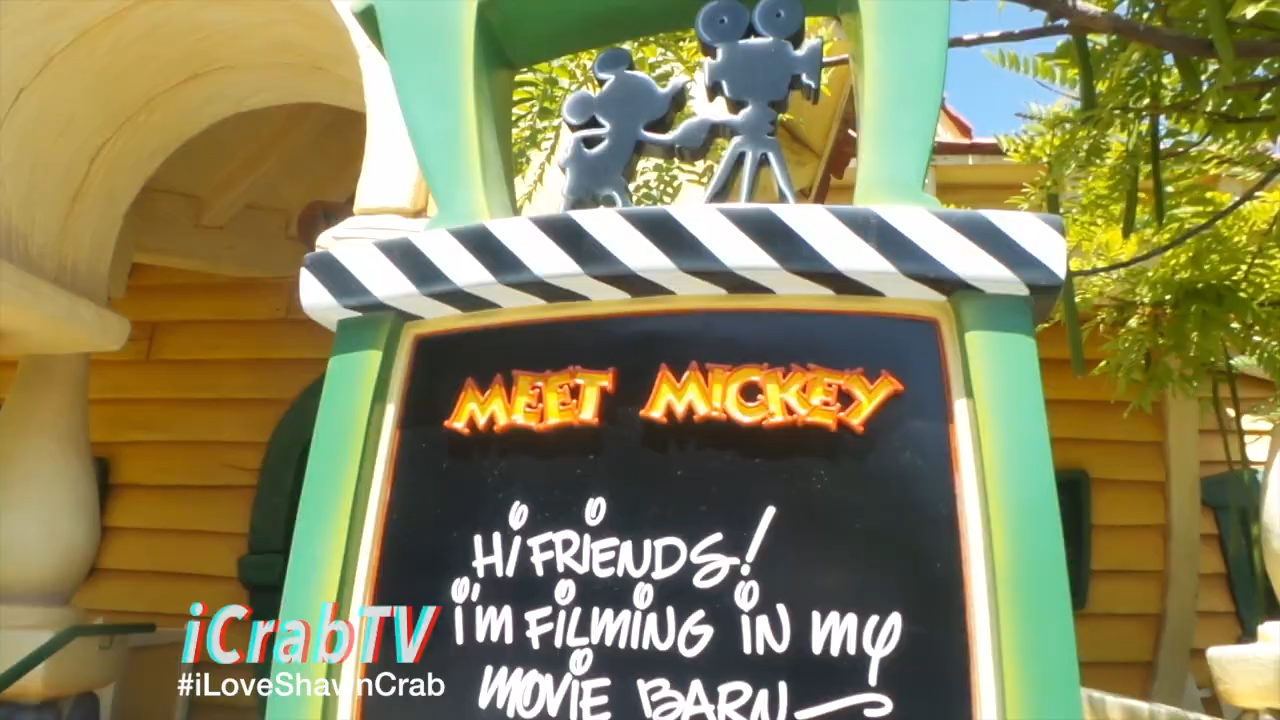 MEET MICKEY
Hi FRiENDS!
i'm FiLMiNG iN my
MOViE BARN—
iCrabTV
#iLoveShawnCrab